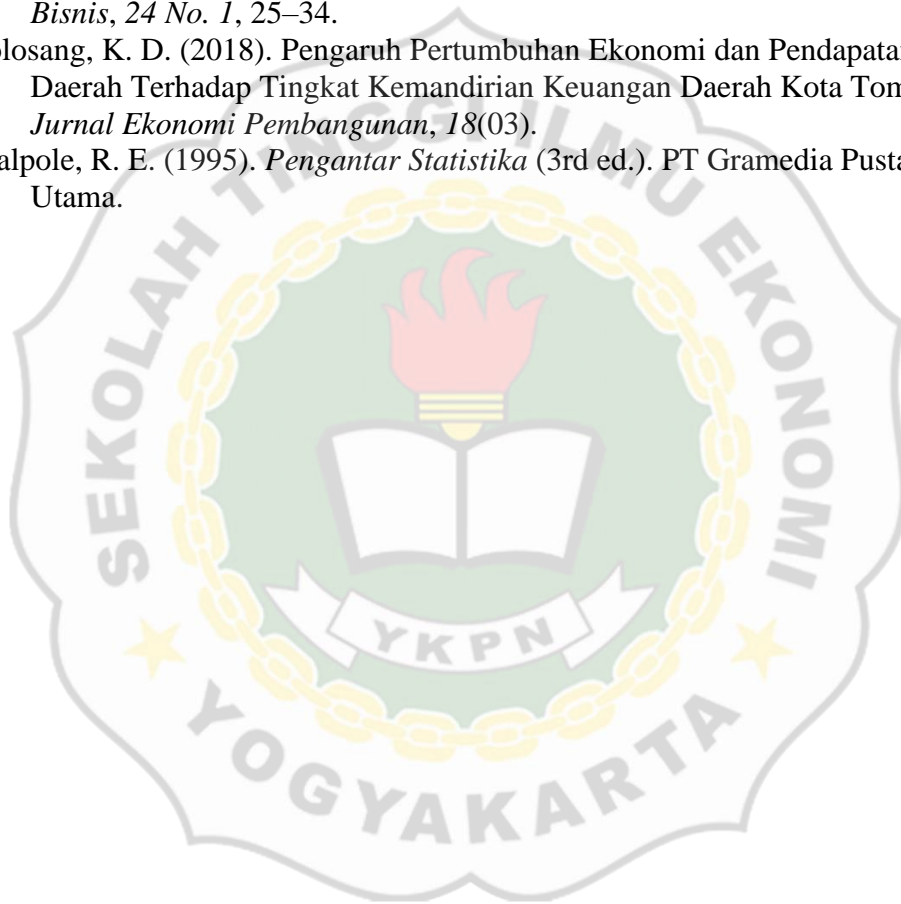 Bisnis, 24 No. 1, 25–34.
olosang, K. D. (2018). Pengaruh Pertumbuhan Ekonomi dan Pendapatan
Daerah Terhadap Tingkat Kemandirian Keuangan Daerah Kota Tom
Jurnal Ekonomi Pembangunan, 18(03).
alpole, R. E. (1995). Pengantar Statistika (3rd ed.). PT Gramedia Pusta
Utama.
SEKOLAH TINGGI ILMU EKONOMI
YKPN
YOGYAKARTA